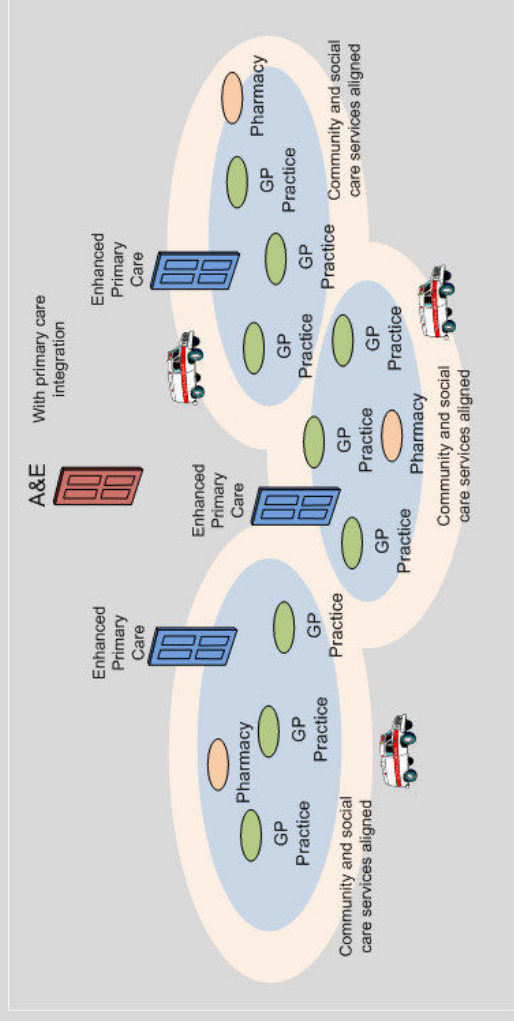 A&E
With primary care
integration
Enhanced
Primary
Care
Pharmacy
GP
Practice
GP
Practice
GP
Practice
Community and social
care services aligned
Enhanced
Primary
Care
GP
Practice
GP
Practice
Pharmacy
GP
Practice
Community and social
care services aligned
Enhanced
Primary
Care
GP
Practice
GP
Practice
Pharmacy
GP
Practice
Community and social
care services aligned